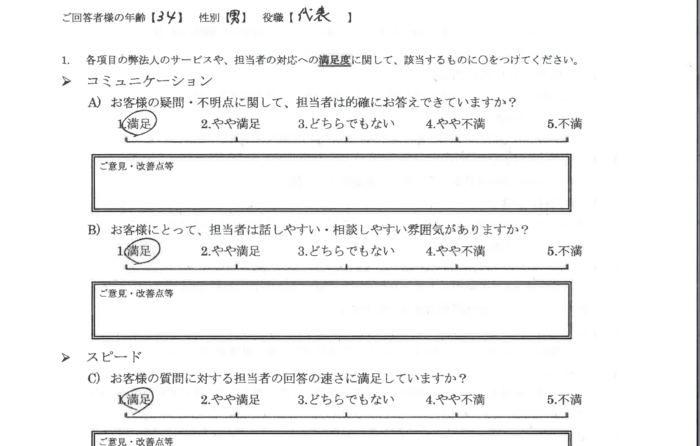 ご回答者様の年齢【34】 性別【男】 役職【 代表 】
1. 各項目の弊法人のサービスや、担当者の対応への満足度に関して、該当するものに○をつけてください。
➢ コミュニケーション
A) お客様の疑問・不明点に関して、担当者は的確にお答えできていますか？
1.満足 2.やや満足 3.どちらでもない 4.やや不満 5.不満
ご意見・改善点等
B) お客様にとって、担当者は話しやすい・相談しやすい雰囲気がありますか？
1.満足 2.やや満足 3.どちらでもない 4.やや不満 5.不満
ご意見・改善点等
➢ スピード
C) お客様の質問に対する担当者の回答の速さに満足していますか？
1.満足 2.やや満足 3.どちらでもない 4.やや不満 5.不満
ご意見・改善点等